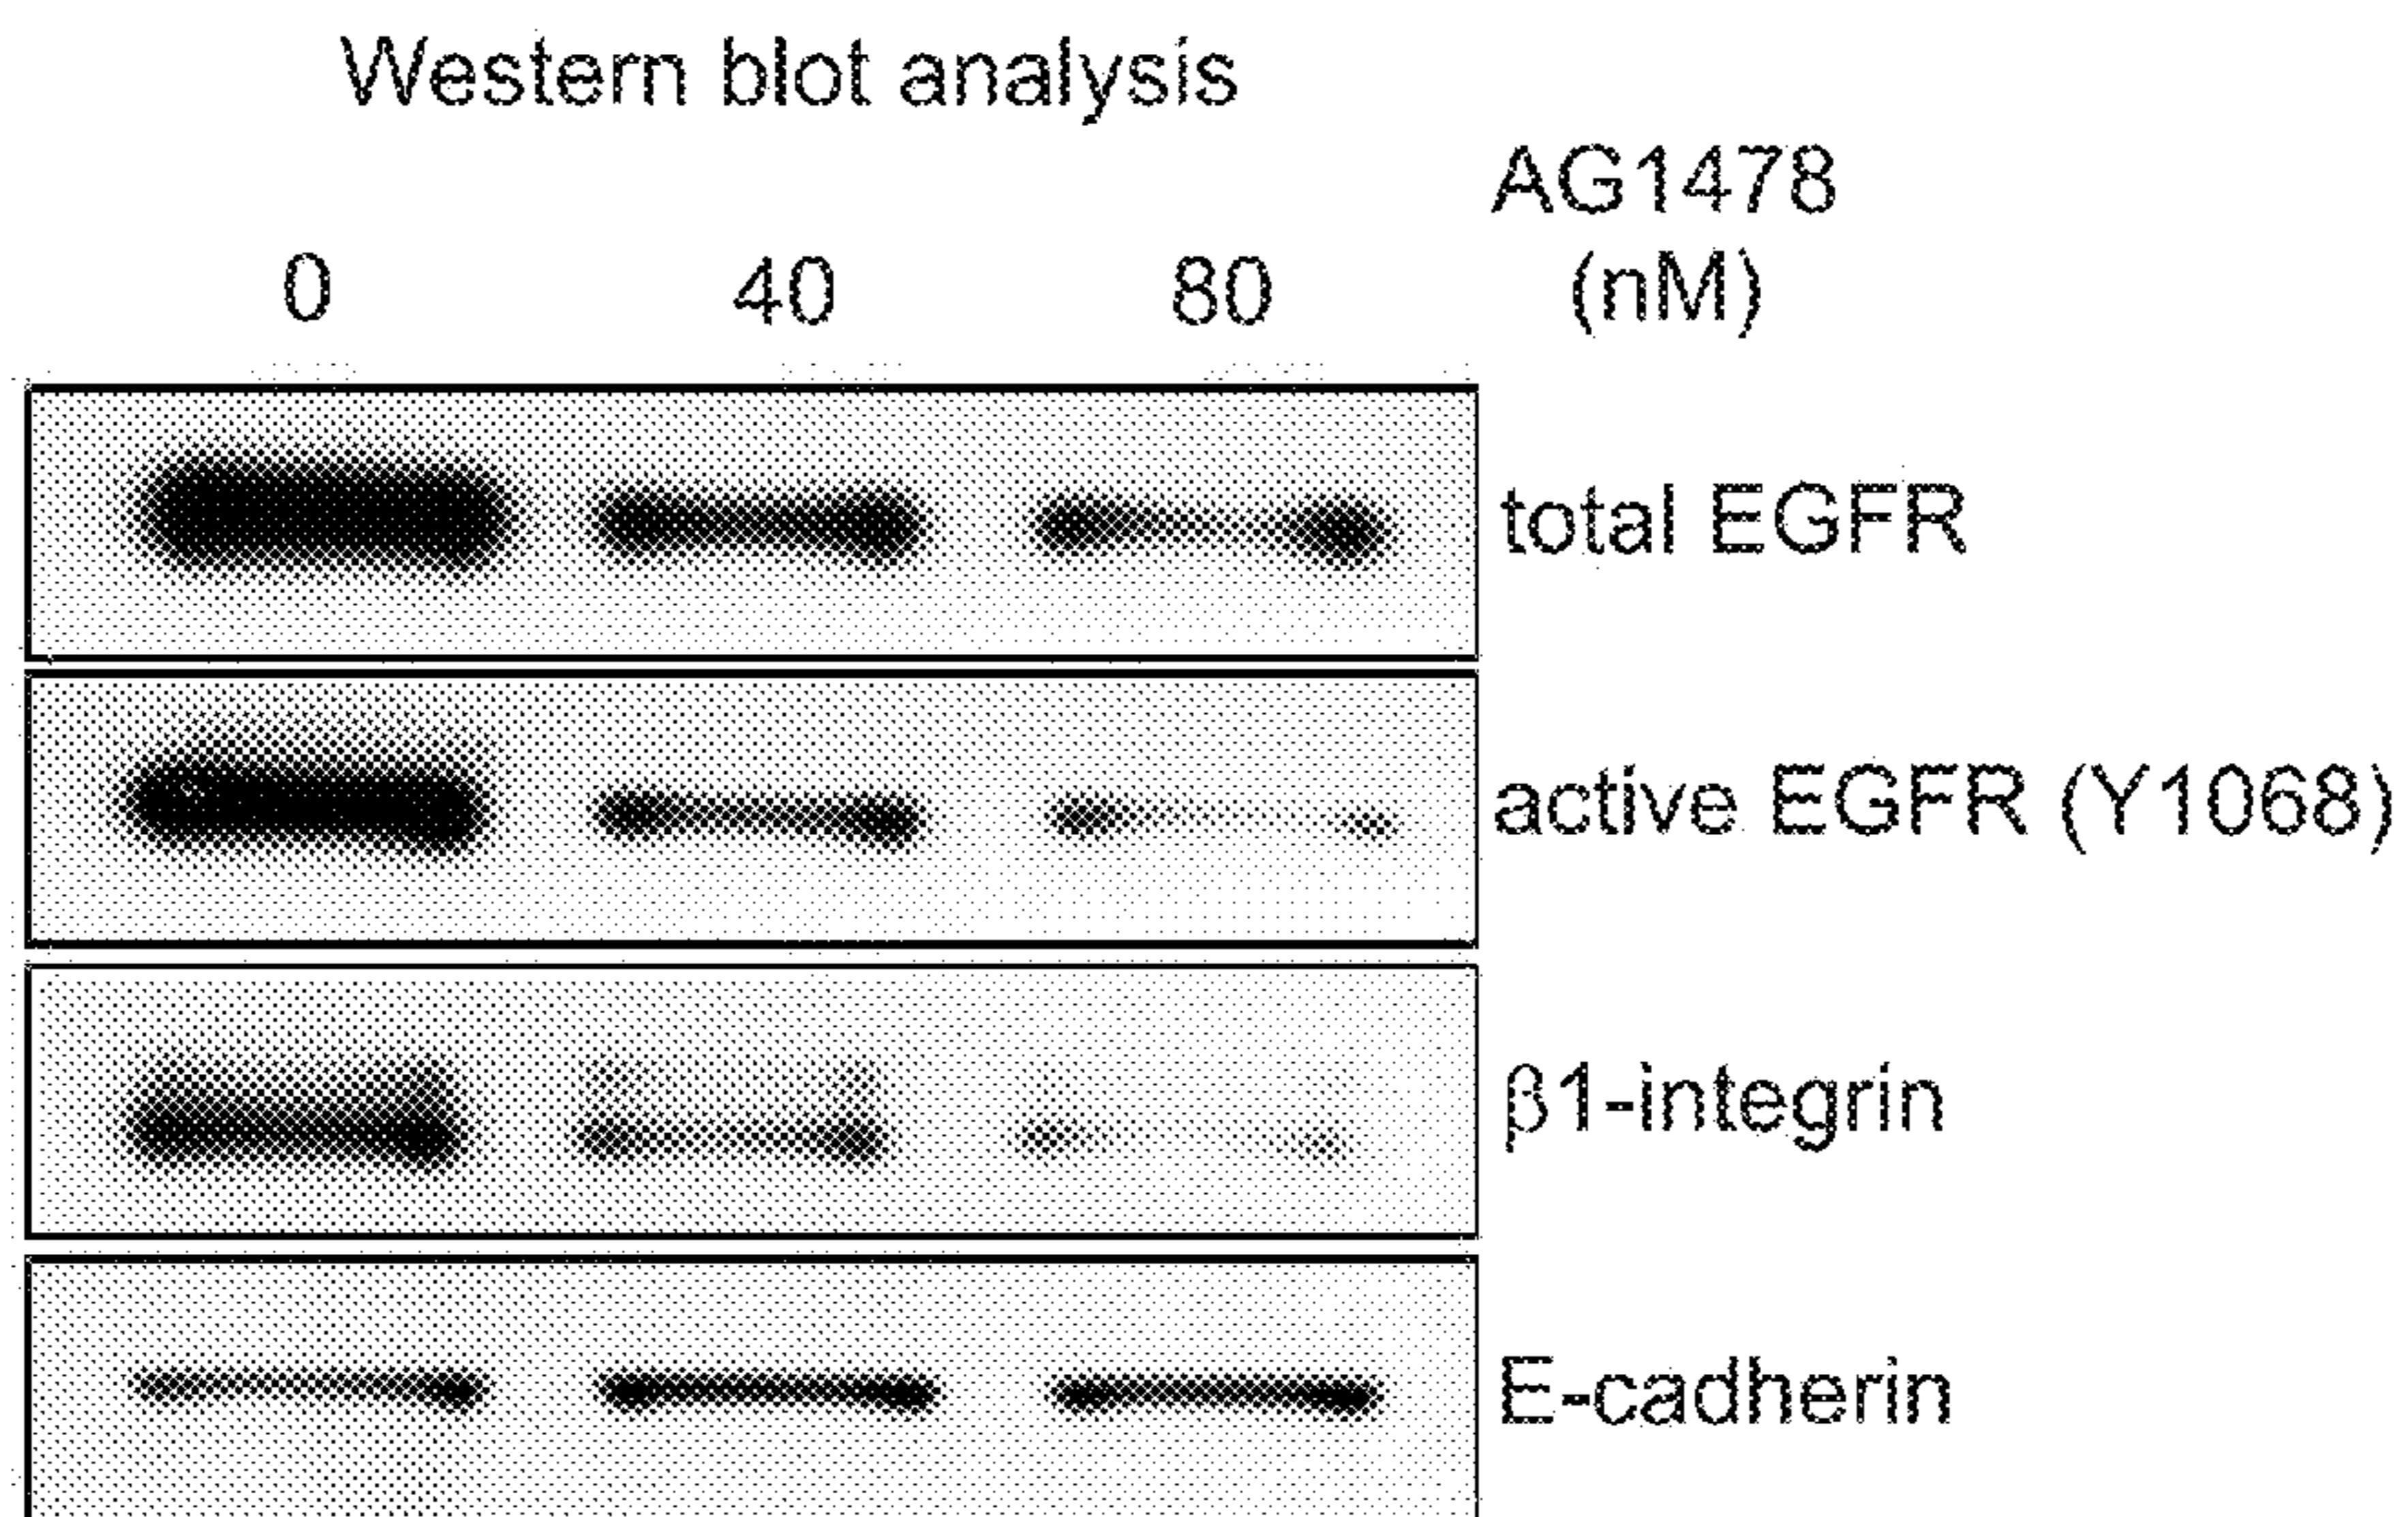 Western blot analysis
AG1478
0 40 80 (nM)
total EGFR
active EGFR (Y1068)
β1-integrin
E-cadherin